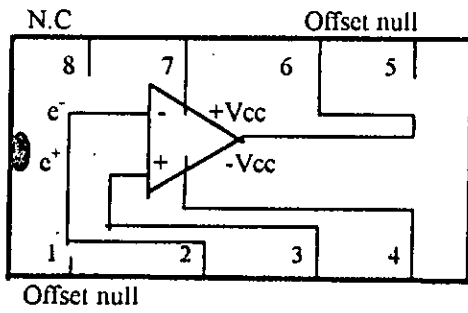 N.C Offset null
8 7 6 5
e- - +Vcc
e+ + -Vcc
1 2 3 4
Offset null